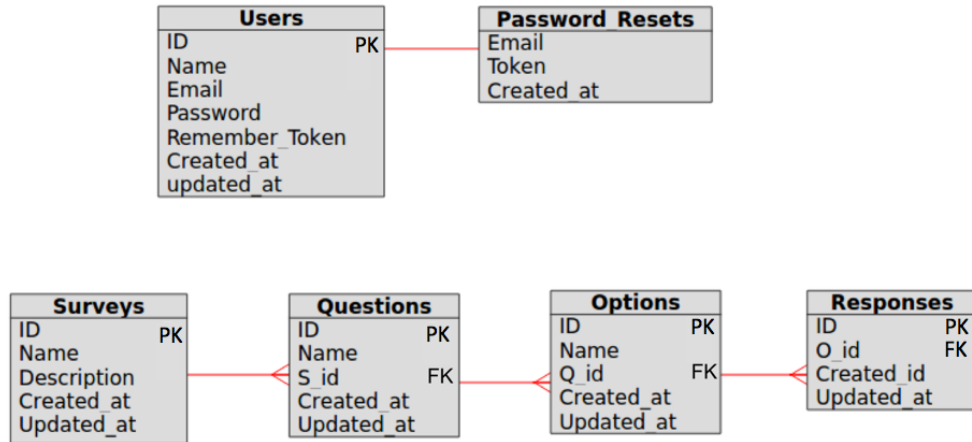 Users
ID PK
Name
Email
Password
Remember_Token
Created_at
updated_at
Password_Resets
Email
Token
Created_at
Surveys
ID PK
Name
Description
Created_at
Updated_at
Questions
ID PK
Name
S_id FK
Created_at
Updated_at
Options
ID PK
Name
Q_id FK
Created_at
Updated_at
Responses
ID PK
O_id FK
Created_id
Updated_at